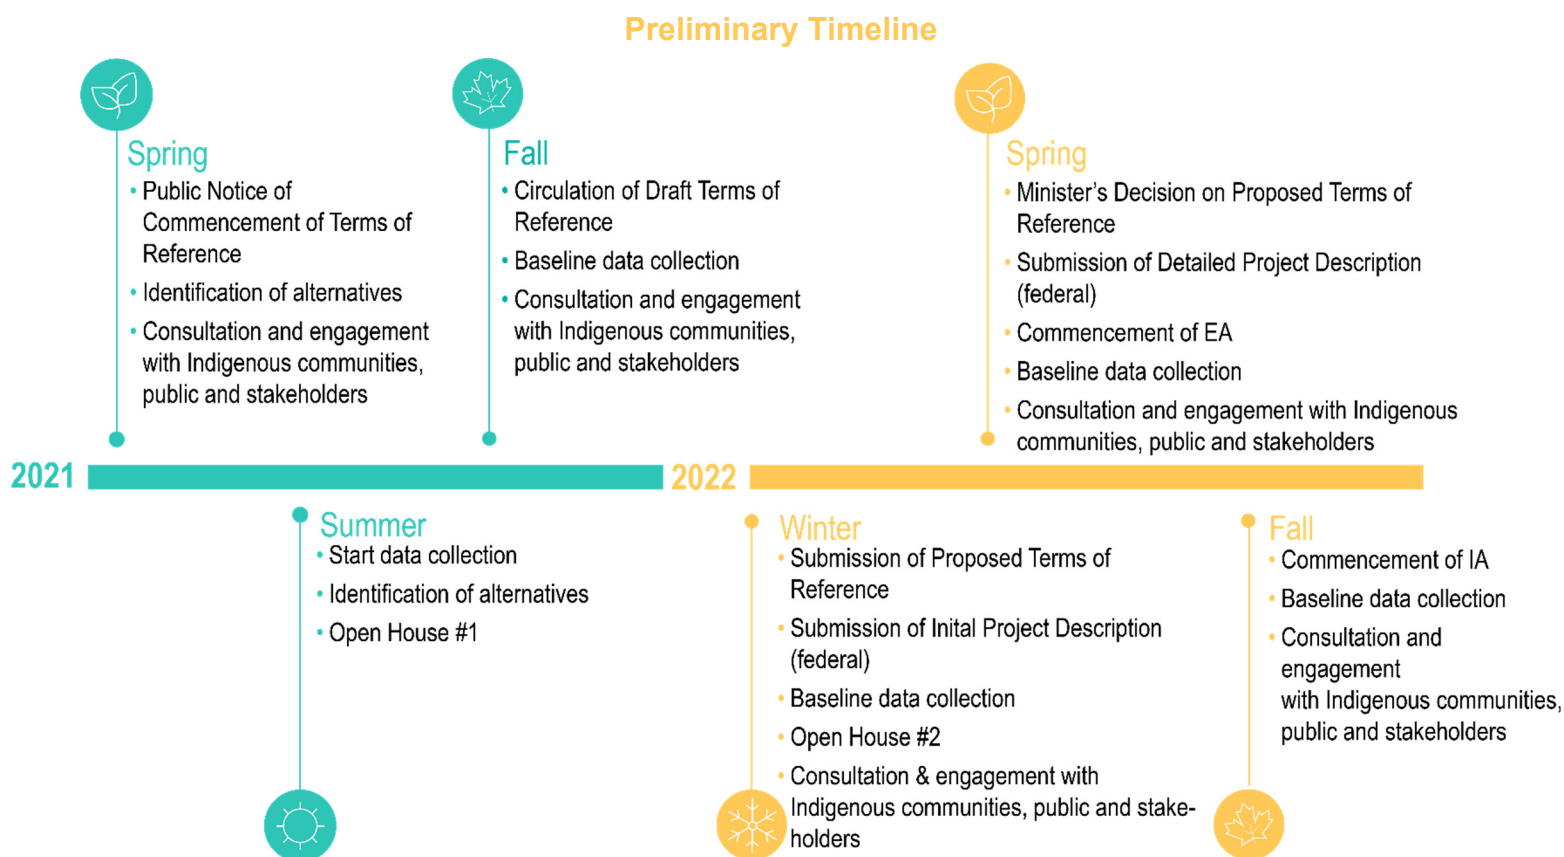 Preliminary Timeline
Spring
• Public Notice of
Commencement of Terms of
Reference
• Identification of alternatives
• Consultation and engagement
with Indigenous communities,
public and stakeholders
Fall
• Circulation of Draft Terms of
Reference
• Baseline data collection
• Consultation and engagement
with Indigenous communities,
public and stakeholders
Spring
• Minister's Decision on Proposed Terms of
Reference
• Submission of Detailed Project Description
(federal)
• Commencement of EA
• Baseline data collection
• Consultation and engagement with Indigenous
communities, public and stakeholders
2021
2022
Summer
• Start data collection
• Identification of alternatives
• Open House #1
Winter
• Submission of Proposed Terms of
Reference
• Submission of Inital Project Description
(federal)
• Baseline data collection
• Open House #2
• Consultation & engagement with
Indigenous communities, public and stake-
holders
Fall
• Commencement of IA
• Baseline data collection
• Consultation and
engagement
with Indigenous communities,
public and stakeholders